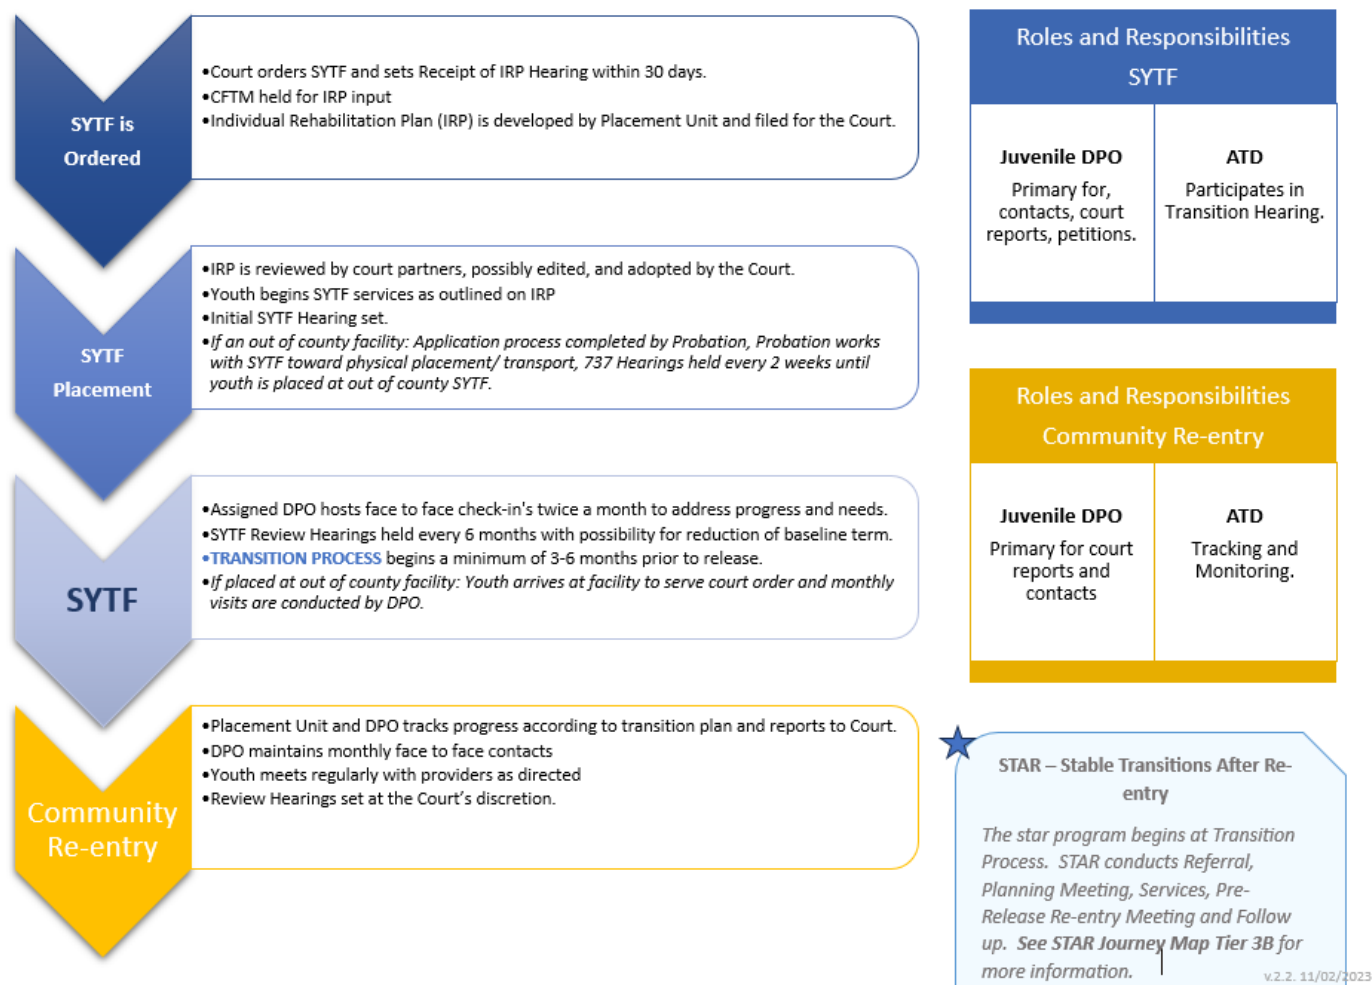 SYTF is
Ordered
•Court orders SYTF and sets Receipt of IRP Hearing within 30 days.
•CFTM held for IRP input
•Individual Rehabilitation Plan (IRP) is developed by Placement Unit and filed for the Court.
SYTF
Placement
•IRP is reviewed by court partners, possibly edited, and adopted by the Court.
•Youth begins SYTF services as outlined on IRP
•Initial SYTF Hearing set.
•If an out of county facility: Application process completed by Probation, Probation works
with SYTF toward physical placement/ transport, 737 Hearings held every 2 weeks until
youth is placed at out of county SYTF.
SYTF
•Assigned DPO hosts face to face check-in's twice a month to address progress and needs.
•SYTF Review Hearings held every 6 months with possibility for reduction of baseline term.
•TRANSITION PROCESS begins a minimum of 3-6 months prior to release.
•If placed at out of county facility: Youth arrives at facility to serve court order and monthly
visits are conducted by DPO.
Community
Re-entry
•Placement Unit and DPO tracks progress according to transition plan and reports to Court.
•DPO maintains monthly face to face contacts
•Youth meets regularly with providers as directed
•Review Hearings set at the Court's discretion.
Roles and Responsibilities
SYTF
Juvenile DPO
Primary for,
contacts, court
reports, petitions.
ATD
Participates in
Transition Hearing.
Roles and Responsibilities
Community Re-entry
Juvenile DPO
Primary for court
reports and
contacts
ATD
Tracking and
Monitoring.
STAR – Stable Transitions After Re-
entry
The star program begins at Transition
Process.  STAR conducts Referral,
Planning Meeting, Services, Pre-
Release Re-entry Meeting and Follow
up.  See STAR Journey Map Tier 3B for
more information.
v.2.2. 11/02/2023